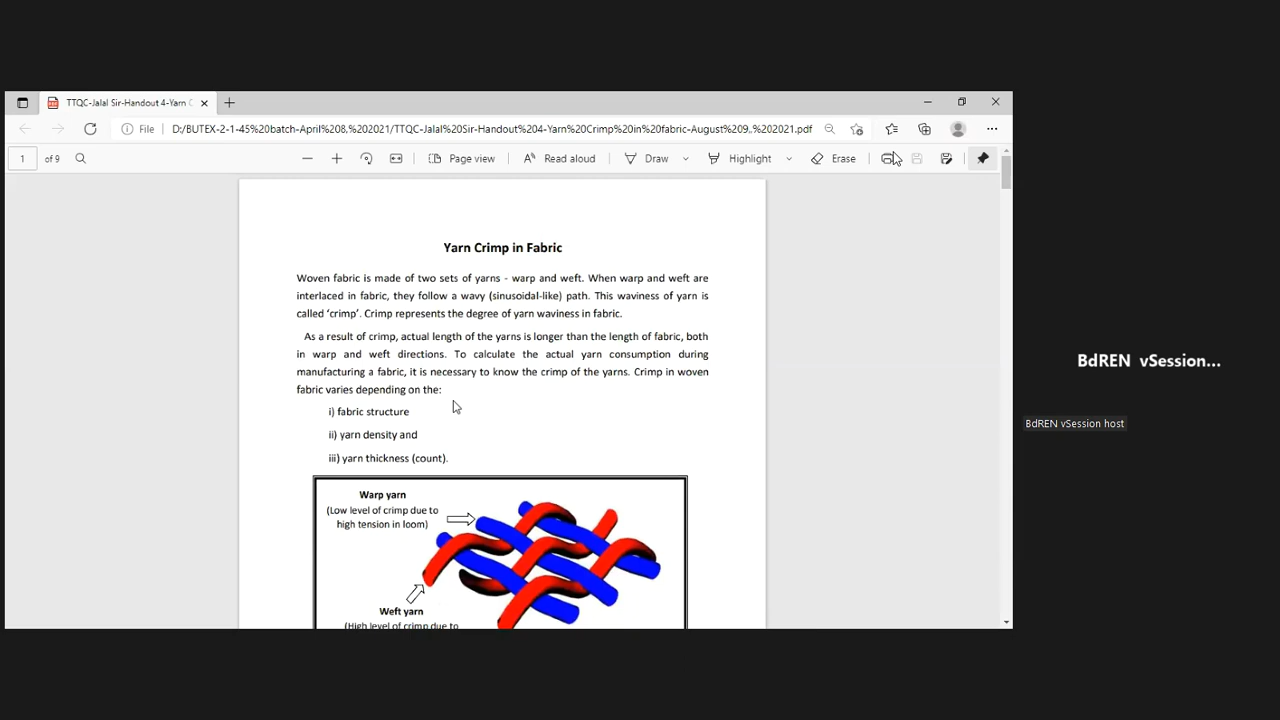 TTQC-Jalal Sir-Handout 4-Yarn C
File D:/BUTEX-2-1-45%20batch-April%208,%202021/TTQC-Jalal%20Sir-Handout%204-Yarn%20Crimp%20in%20fabric-August%209,%202021.pdf
1 of 9 Page view Read aloud Draw Highlight Erase
Yarn Crimp in Fabric
Woven fabric is made of two sets of yarns - warp and weft. When warp and weft are
interlaced in fabric, they follow a wavy (sinusoidal-like) path. This waviness of yarn is
called ‘crimp’. Crimp represents the degree of yarn waviness in fabric.
As a result of crimp, actual length of the yarns is longer than the length of fabric, both
in warp and weft directions. To calculate the actual yarn consumption during
manufacturing a fabric, it is necessary to know the crimp of the yarns. Crimp in woven
fabric varies depending on the:
i) fabric structure
ii) yarn density and
iii) yarn thickness (count).
Warp yarn
(Low level of crimp due to
high tension in loom)
Weft yarn
(High level of crimp due to
BdREN vSession...
BdREN vSession host